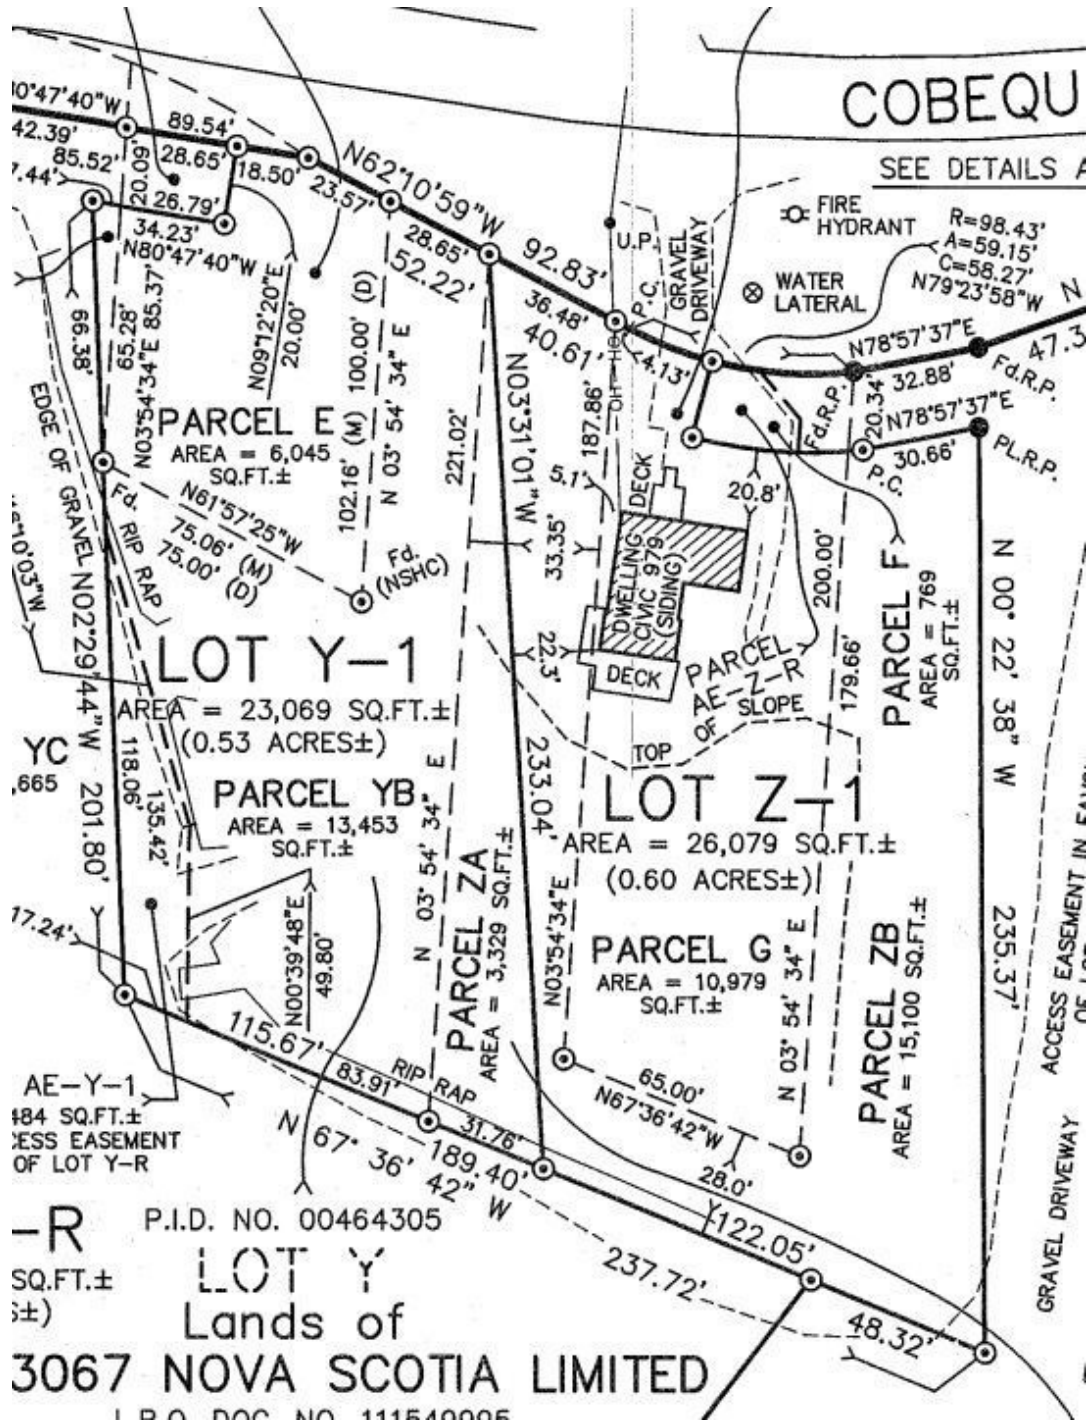 COBEQU
SEE DETAILS A
80°47'40"W
42.39'
89.54'
28.65'
85.52'
20.09'
7.44'
18.50'
26.79'
34.23'
N80°47'40"W
N62°10'59"W
23.57'
28.65'
52.22'
92.83'
36.48'
40.61'
4.13'
P.C.
U.P.
GRAVEL
DRIVEWAY
FIRE
HYDRANT
WATER
LATERAL
R=98.43'
A=59.15'
C=58.27'
N79°23'58"W
N
47.3
N78°57'37"E
32.88'
Fd.R.P.
Fd.R.P.
20.34'
N78°57'37"E
30.66'
PL.R.P.
P.C.
66.38'
65.28'
N03°54'34"E 85.37'
N09°12'20"E
20.00'
102.16' (M) 100.00' (D)
N 03° 54' 34" E
PARCEL E
AREA = 6,045
SQ.FT.±
N61°57'25"W
75.06' (M)
75.00' (D)
Fd.
Fd.
(NSHC)
EDGE OF GRAVEL
RIP RAP
10'03"W
N02°29'44"W 201.80'
221.02'
N03°31'01"W
233.04'
187.86'
OH-HC
5.1'
33.35'
22.3'
DECK
DWELLING
CIVIC 979
(SIDING)
DECK
20.8'
200.00'
179.66'
PARCEL F
AREA = 769
SQ.FT.±
N 00° 22' 38" W
235.37'
PARCEL
AE-Z-R
TOP OF SLOPE
LOT Y-1
AREA = 23,069 SQ.FT.±
(0.53 ACRES±)
YC
,665
118.06'
135.42'
PARCEL YB
AREA = 13,453
SQ.FT.±
N 03° 54' 34" E
PARCEL ZA
AREA = 3,329 SQ.FT.±
LOT Z-1
AREA = 26,079 SQ.FT.±
(0.60 ACRES±)
N03°54'34"E
PARCEL G
AREA = 10,979
SQ.FT.±
N 03° 54' 34" E
PARCEL ZB
AREA = 15,100 SQ.FT.±
ACCESS EASEMENT IN FAVO
GRAVEL DRIVEWAY
17.24'
N00°39'48"E
49.80'
115.67'
83.91'
RIP RAP
31.76'
65.00'
N67°36'42"W
28.0'
N 67° 36' 42" W
189.40'
122.05'
237.72'
48.32'
AE-Y-1
484 SQ.FT.±
CESS EASEMENT
OF LOT Y-R
-R
SQ.FT.±
S±)
P.I.D. NO. 00464305
LOT Y
Lands of
3067 NOVA SCOTIA LIMITED